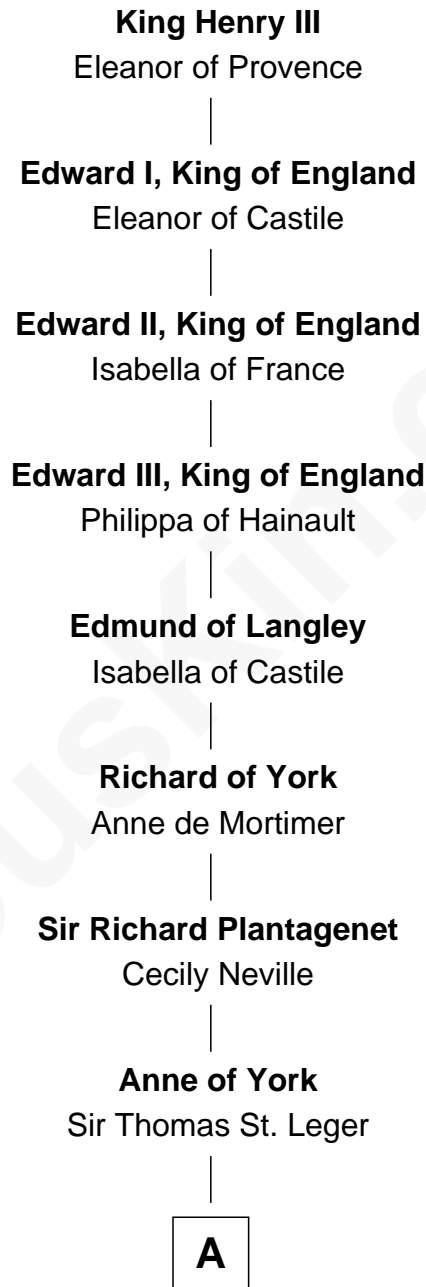 King Henry III
Eleanor of Provence
Edward I, King of England
Eleanor of Castile
Edward II, King of England
Isabella of France
Edward III, King of England
Philippa of Hainault
Edmund of Langley
Isabella of Castile
Richard of York
Anne de Mortimer
Sir Richard Plantagenet
Cecily Neville
Anne of York
Sir Thomas St. Leger
A